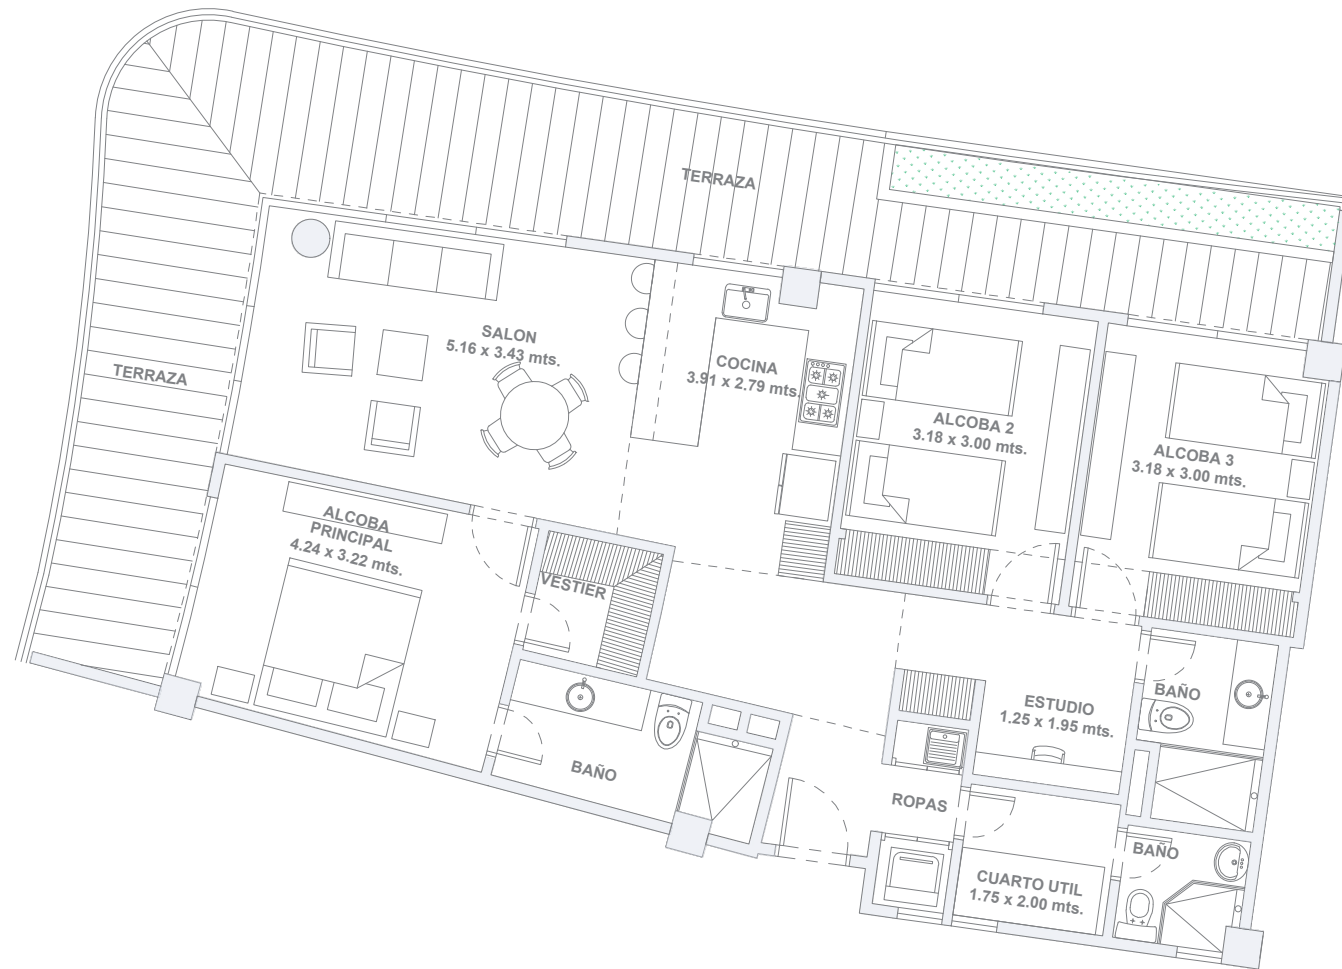 TERRAZA
SALON
5.16 x 3.43 mts.
COCINA
3.91 x 2.79 mts.
TERRAZA
ALCOBA 2
3.18 x 3.00 mts.
ALCOBA 3
3.18 x 3.00 mts.
ALCOBA
PRINCIPAL
4.24 x 3.22 mts.
VESTIER
BAÑO
ESTUDIO
1.25 x 1.95 mts.
BAÑO
ROPAS
BAÑO
CUARTO UTIL
1.75 x 2.00 mts.